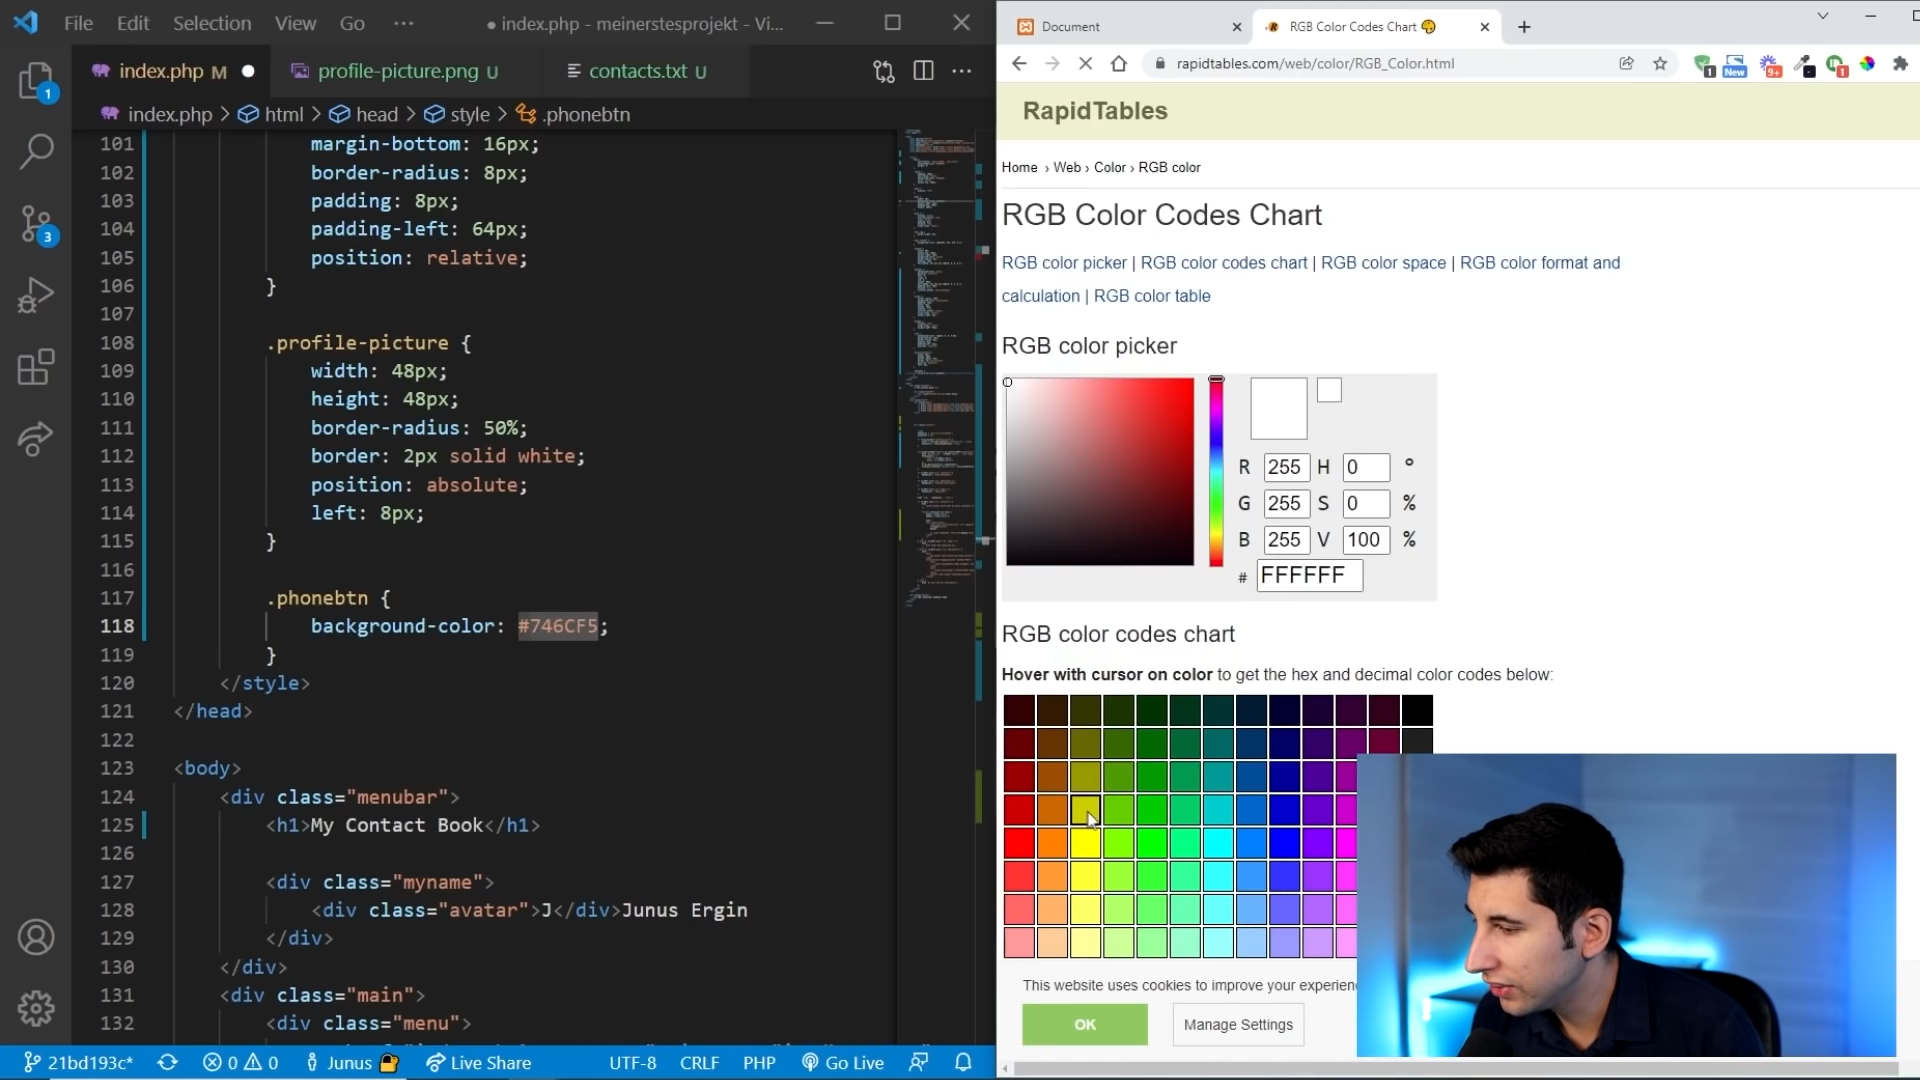 File Edit Selection View Go ··· ● index.php - meinerstesprojekt - Vi...
index.php M ● profile-picture.png U contacts.txt U
index.php > html > head > style > .phonebtn
1
3
101 margin-bottom: 16px;
102 border-radius: 8px;
103 padding: 8px;
104 padding-left: 64px;
105 position: relative;
106 }
107
108 .profile-picture {
109 width: 48px;
110 height: 48px;
111 border-radius: 50%;
112 border: 2px solid white;
113 position: absolute;
114 left: 8px;
115 }
116
117 .phonebtn {
118 background-color: #746CF5;
119 }
120 </style>
121 </head>
122
123 <body>
124 <div class="menubar">
125 <h1>My Contact Book</h1>
126
127 <div class="myname">
128 <div class="avatar">J</div>Junus Ergin
129 </div>
130 </div>
131 <div class="main">
132 <div class="menu">
21bd193c* 0 0 Junus Live Share UTF-8 CRLF PHP Go Live
Document RGB Color Codes Chart
rapidtables.com/web/color/RGB_Color.html
1 New 9+ 1
RapidTables
Home › Web › Color › RGB color
RGB Color Codes Chart
RGB color picker | RGB color codes chart | RGB color space | RGB color format and
calculation | RGB color table
RGB color picker
R 255 H 0 °
G 255 S 0 %
B 255 V 100 %
# FFFFFF
RGB color codes chart
Hover with cursor on color to get the hex and decimal color codes below:
This website uses cookies to improve your experien
OK Manage Settings